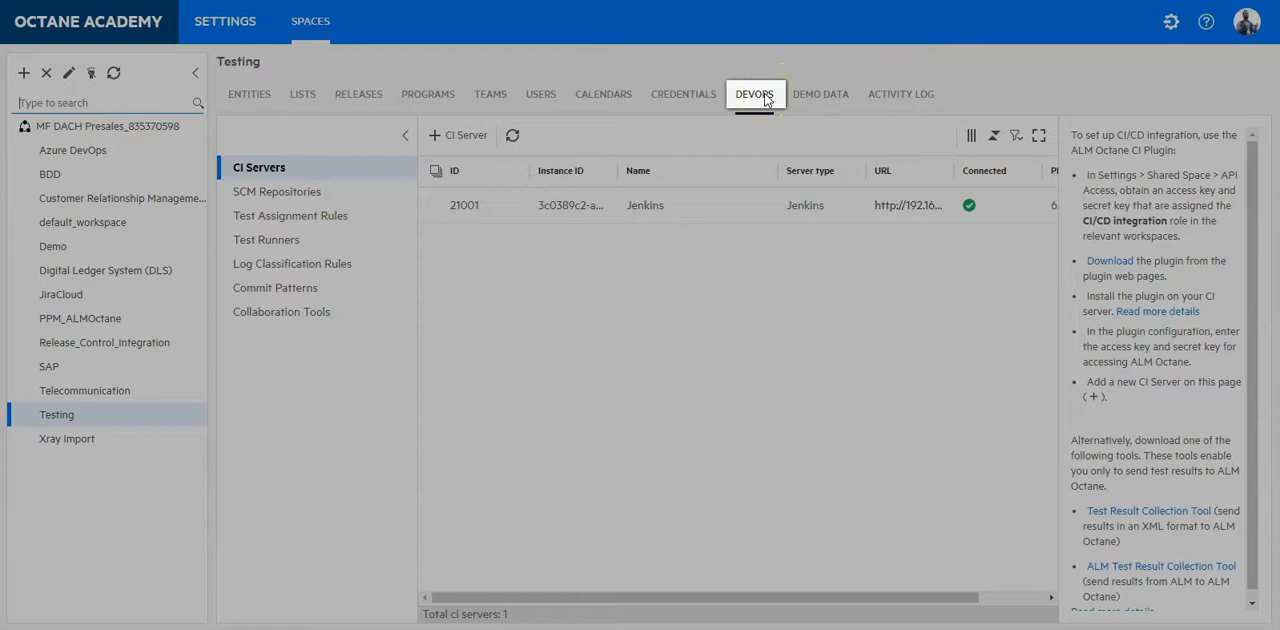 OCTANE ACADEMY
SETTINGS
SPACES
Type to search
MF DACH Presales_835370598
Azure DevOps
BDD
Customer Relationship Manageme...
default_workspace
Demo
Digital Ledger System (DLS)
JiraCloud
PPM_ALMOctane
Release_Control_Integration
SAP
Telecommunication
Testing
Xray Import
Testing
ENTITIES LISTS RELEASES PROGRAMS TEAMS USERS CALENDARS CREDENTIALS DEVOPS DEMO DATA ACTIVITY LOG
CI Servers
SCM Repositories
Test Assignment Rules
Test Runners
Log Classification Rules
Commit Patterns
Collaboration Tools
+ CI Server
ID Instance ID Name Server type URL Connected Pl
21001 3c0389c2-a... Jenkins Jenkins http://192.16... 6.
Total ci servers: 1
To set up CI/CD integration, use the
ALM Octane CI Plugin:
• In Settings > Shared Space > API
Access, obtain an access key and
secret key that are assigned the
CI/CD integration role in the
relevant workspaces.
• Download the plugin from the
plugin web pages.
• Install the plugin on your CI
server. Read more details
• In the plugin configuration, enter
the access key and secret key for
accessing ALM Octane.
• Add a new CI Server on this page
( + ).
Alternatively, download one of the
following tools. These tools enable
you only to send test results to ALM
Octane.
• Test Result Collection Tool (send
results in an XML format to ALM
Octane)
• ALM Test Result Collection Tool
(send results from ALM to ALM
Octane)
Read more details